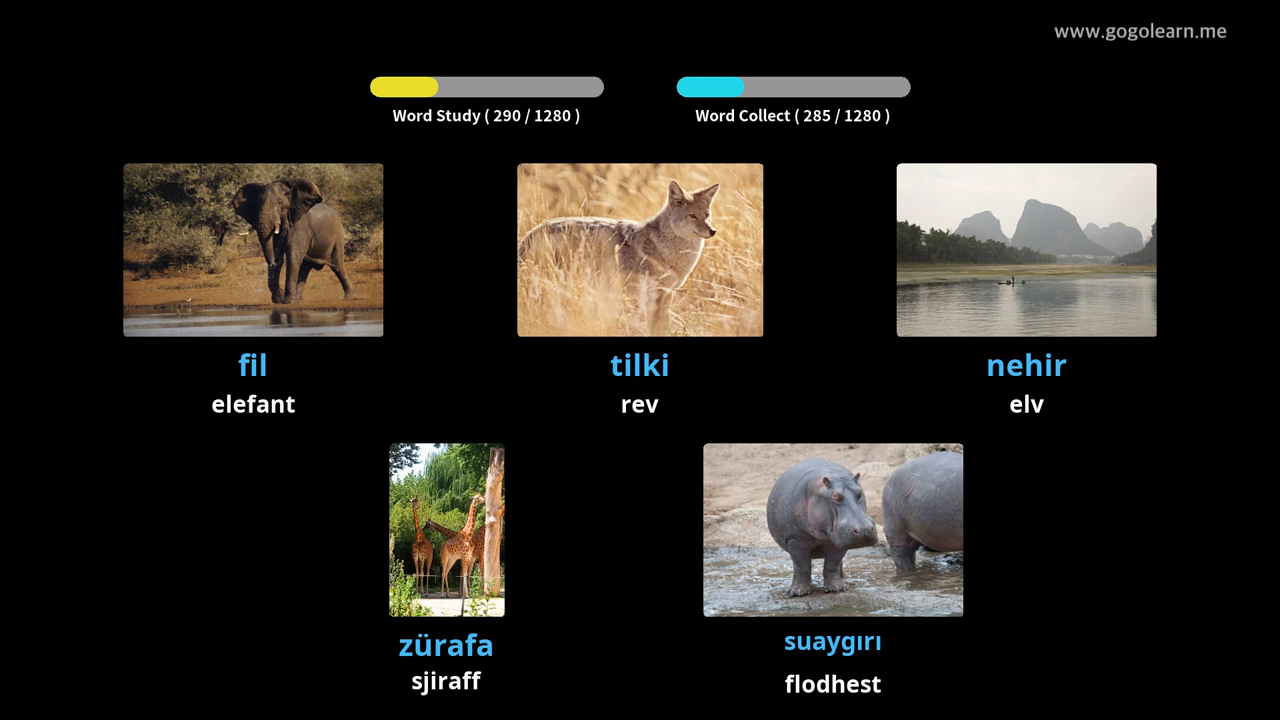 www.gogolearn.me
Word Study ( 290 / 1280 )
Word Collect ( 285 / 1280 )
fil
elefant
tilki
rev
nehir
elv
zürafa
sjiraff
suaygırı
flodhest